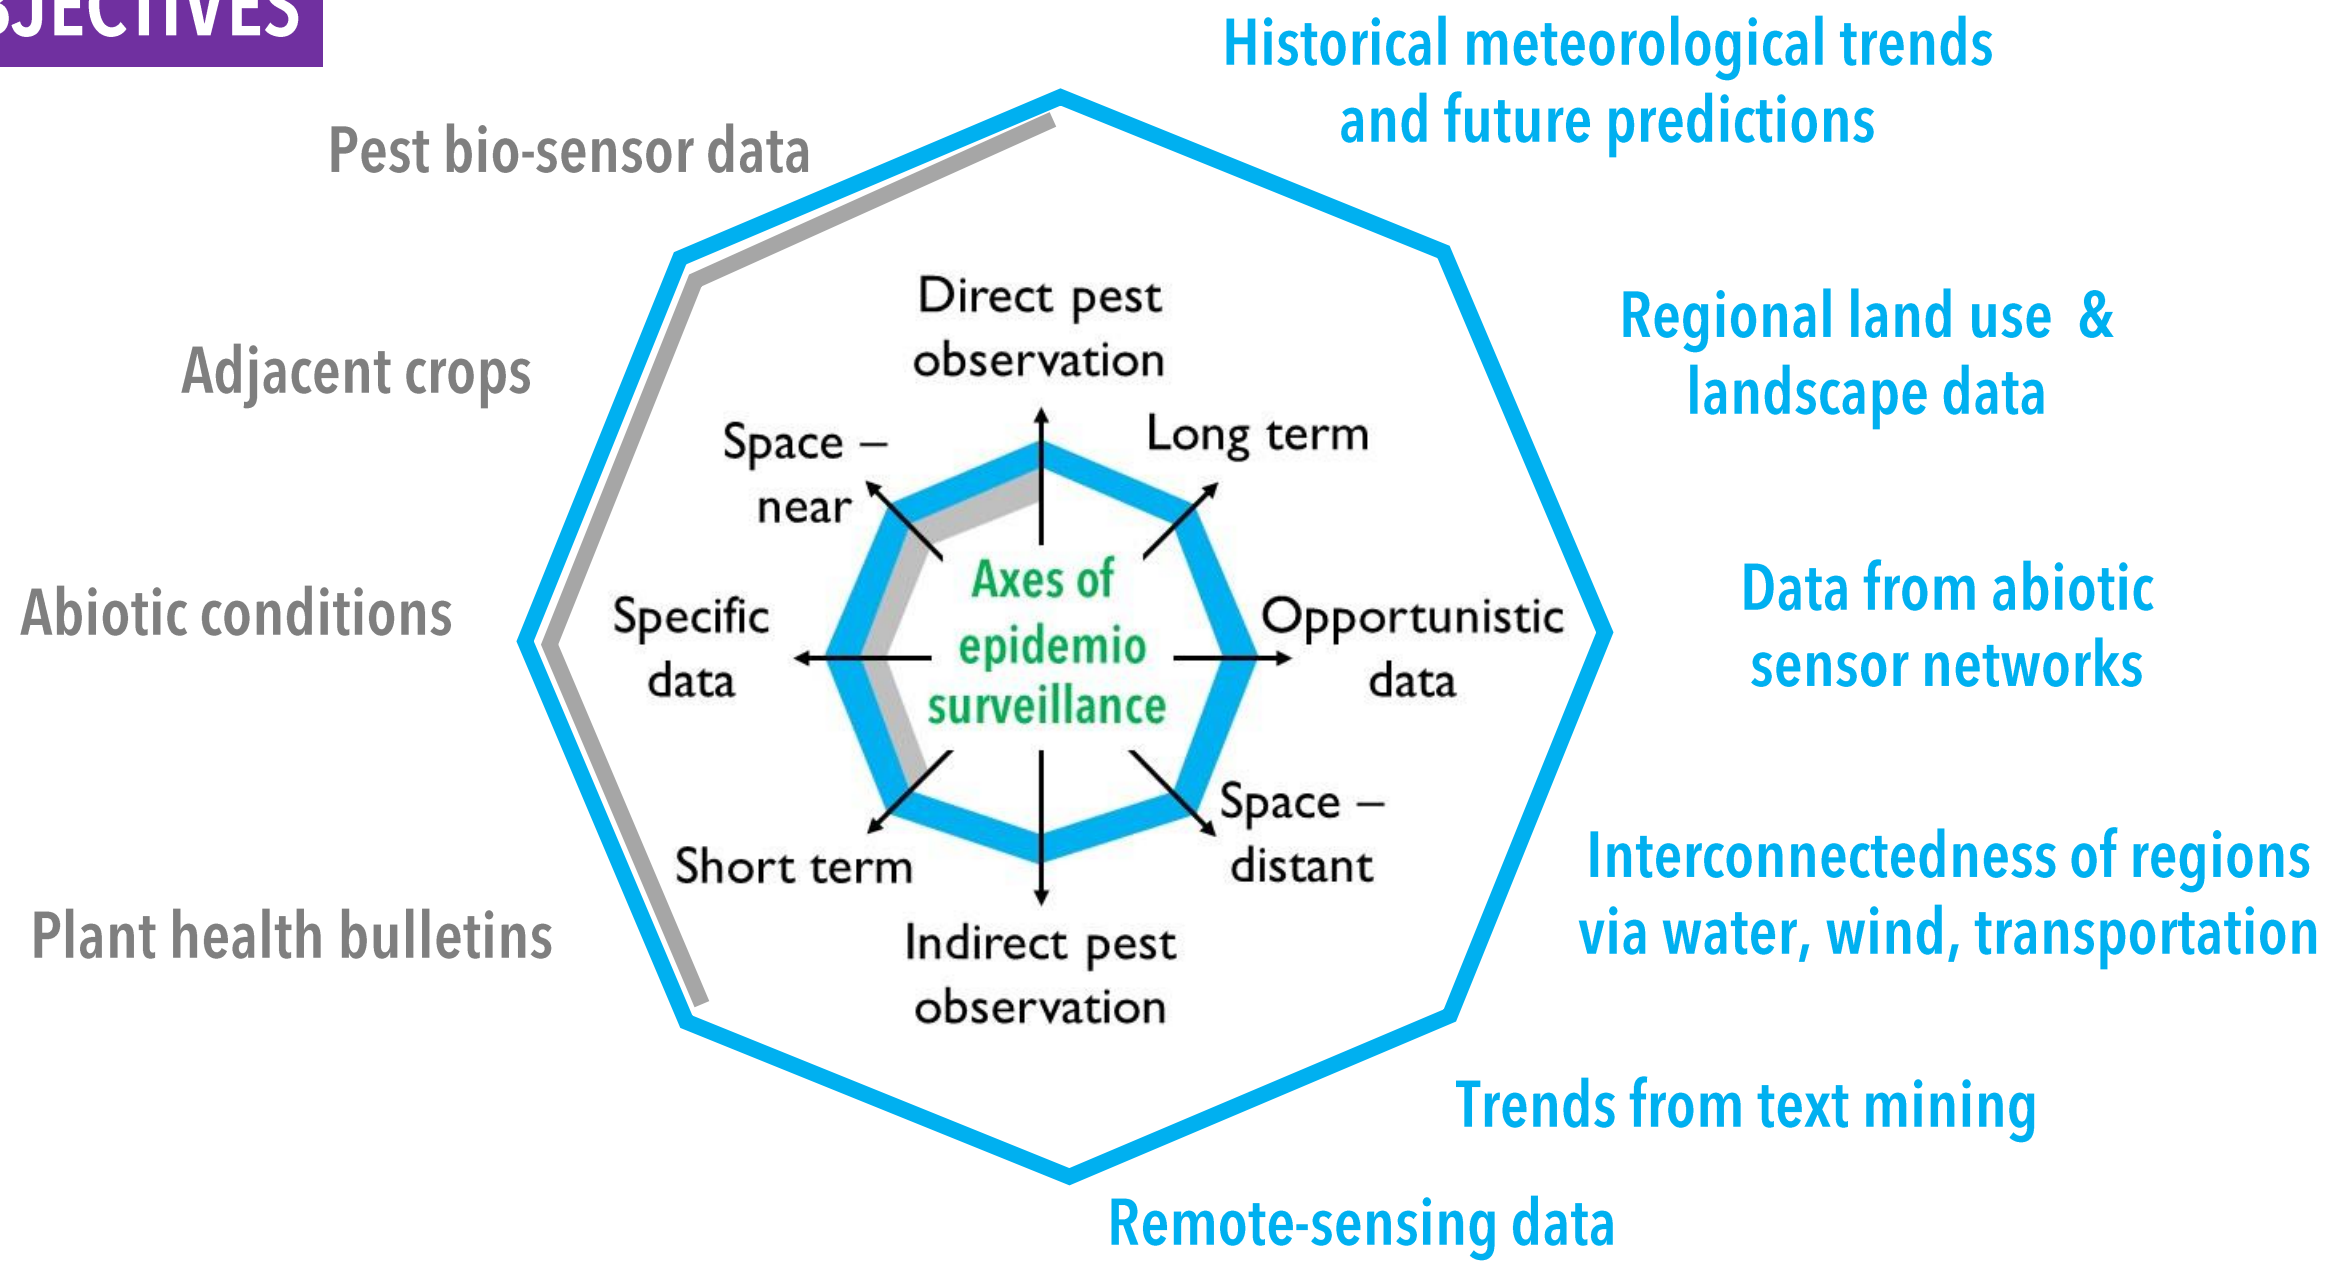 Historical meteorological trends
and future predictions
Pest bio-sensor data
Adjacent crops
Abiotic conditions
Plant health bulletins
Direct pest
observation
Space –
near
Long term
Specific
data
Axes of
epidemio
surveillance
Opportunistic
data
Short term
Space –
distant
Indirect pest
observation
Regional land use &
landscape data
Data from abiotic
sensor networks
Interconnectedness of regions
via water, wind, transportation
Trends from text mining
Remote-sensing data